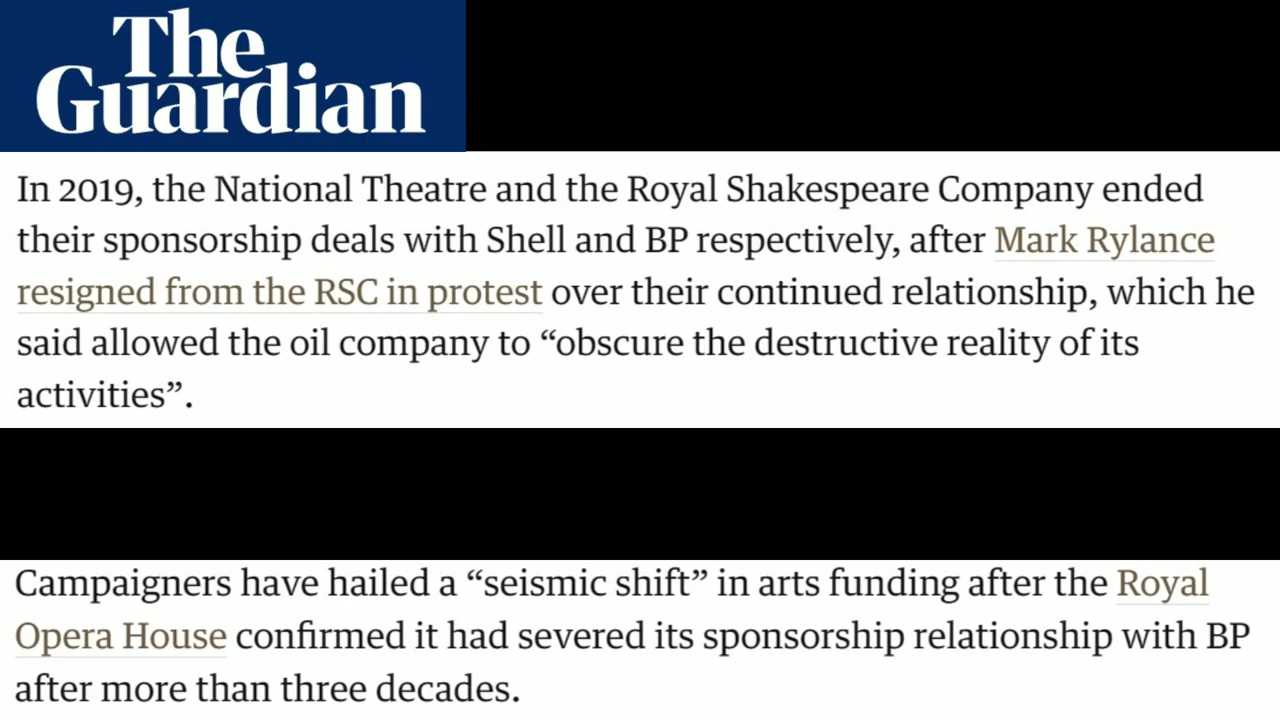 The
Guardian
In 2019, the National Theatre and the Royal Shakespeare Company ended
their sponsorship deals with Shell and BP respectively, after Mark Rylance
resigned from the RSC in protest over their continued relationship, which he
said allowed the oil company to “obscure the destructive reality of its
activities”.
Campaigners have hailed a “seismic shift” in arts funding after the Royal
Opera House confirmed it had severed its sponsorship relationship with BP
after more than three decades.